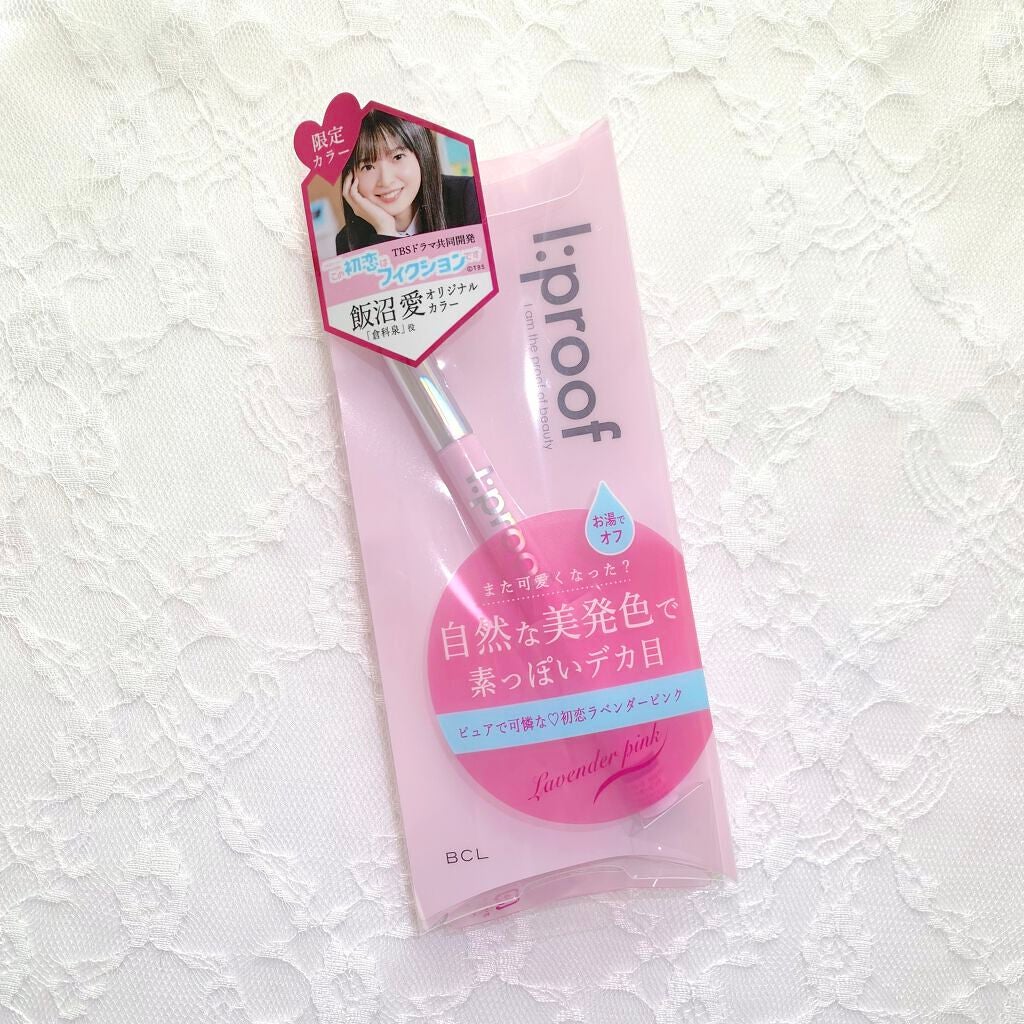 限定
カラー
TBSドラマ共同開発
この初恋はフィクションです
©TBS
飯沼 愛 オリジナルカラー
「倉科泉」役
I:proof
I am the proof of beauty
I:proo
お湯で
オフ
また可愛くなった?
自然な美発色で
素っぽいデカ目
ピュアで可憐な♡初恋ラベンダーピンク
Lavender pink
BCL